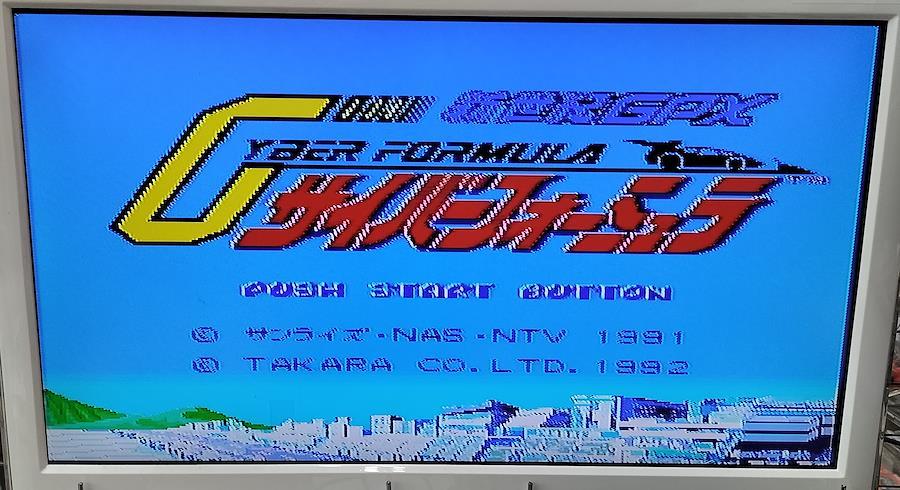 新世紀GPX
CYBER FORMULA
サイバーフォーミュラ
PUSH START BUTTON
© サンライズ・NAS・NTV 1991
© TAKARA CO.LTD. 1992